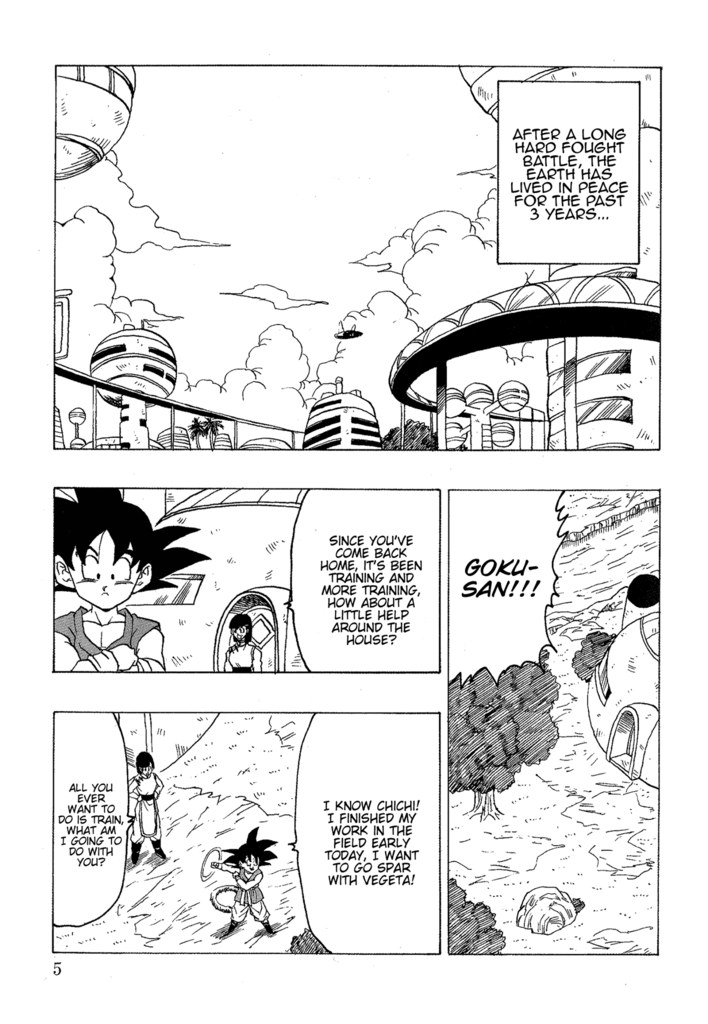 AFTER A LONG
HARD FOUGHT
BATTLE, THE
EARTH HAS
LIVED IN PEACE
FOR THE PAST
3 YEARS...
GOKU-
SAN!!!
SINCE YOU'VE
COME BACK
HOME, IT'S BEEN
TRAINING AND
MORE TRAINING,
HOW ABOUT A
LITTLE HELP
AROUND THE
HOUSE?
I KNOW CHICHI!
I FINISHED MY
WORK IN THE
FIELD EARLY
TODAY, I WANT
TO GO SPAR
WITH VEGETA!
ALL YOU
EVER
WANT TO
DO IS TRAIN,
WHAT AM
I GOING TO
DO WITH
YOU?
5